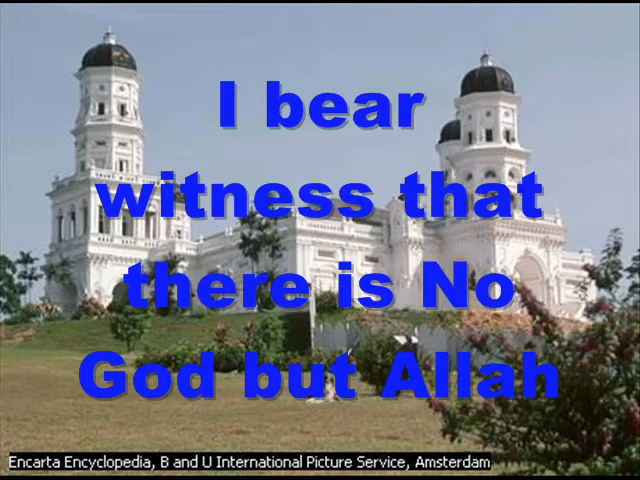 I bear
witness that
there is No
God but Allah
Encarta Encyclopedia, B and U International Picture Service, Amsterdam